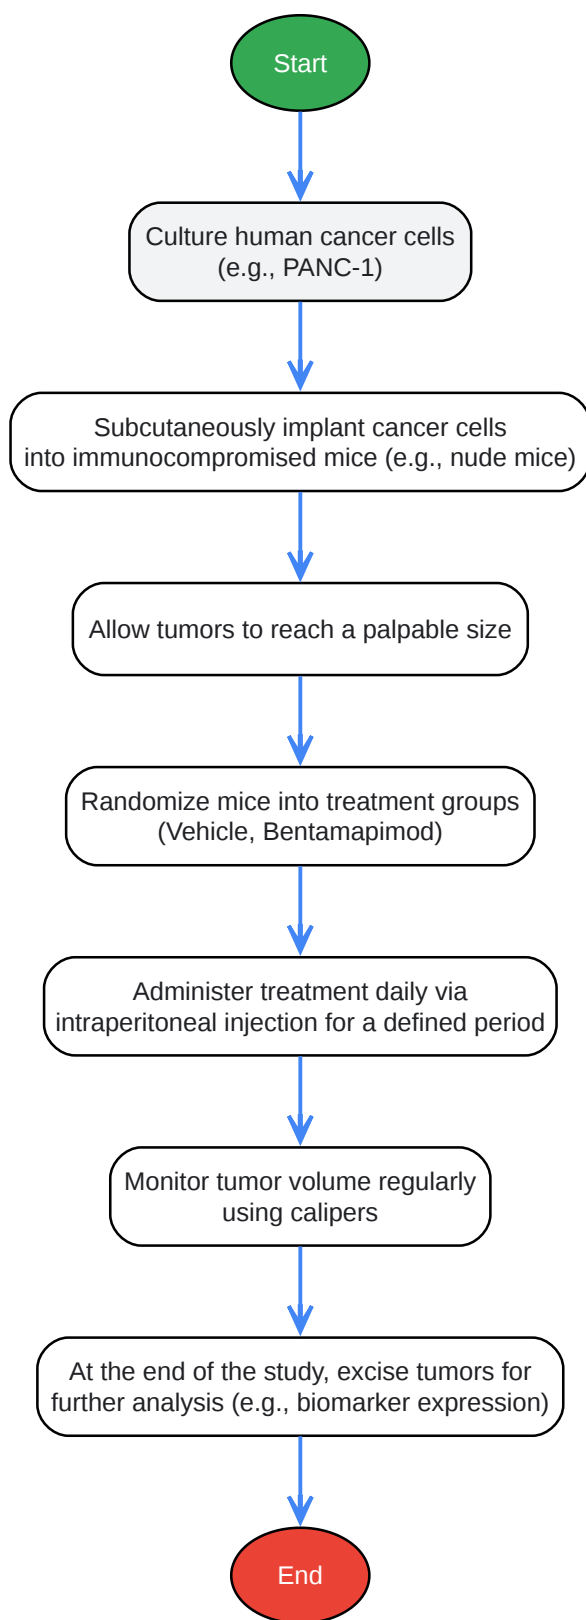 Start
Culture human cancer cells
(e.g., PANC-1)
Subcutaneously implant cancer cells
into immunocompromised mice (e.g., nude mice)
Allow tumors to reach a palpable size
Randomize mice into treatment groups
(Vehicle, Bentamapimod)
Administer treatment daily via
intraperitoneal injection for a defined period
Monitor tumor volume regularly
using calipers
At the end of the study, excise tumors for
further analysis (e.g., biomarker expression)
End